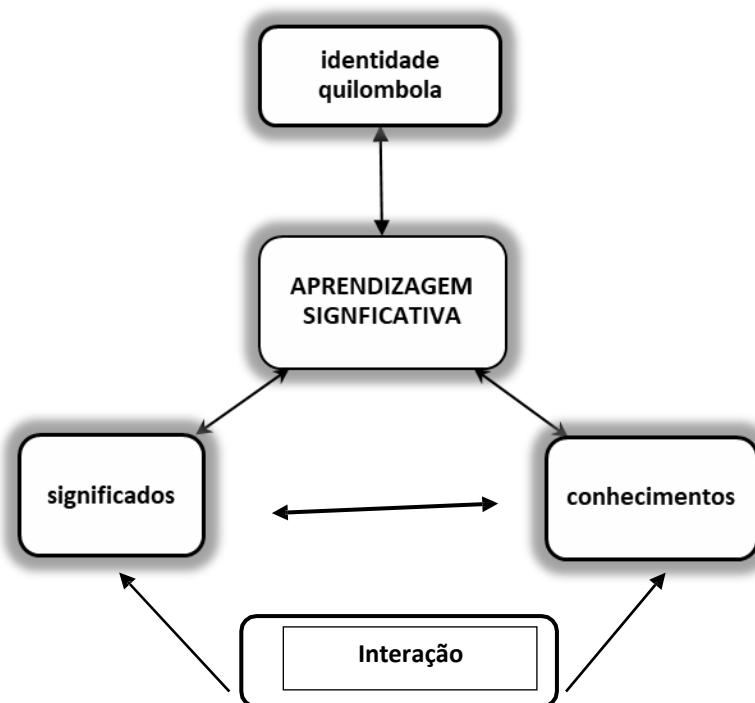 identidade
quilombola
APRENDIZAGEM
SIGNFICATIVA
significados
conhecimentos
Interação